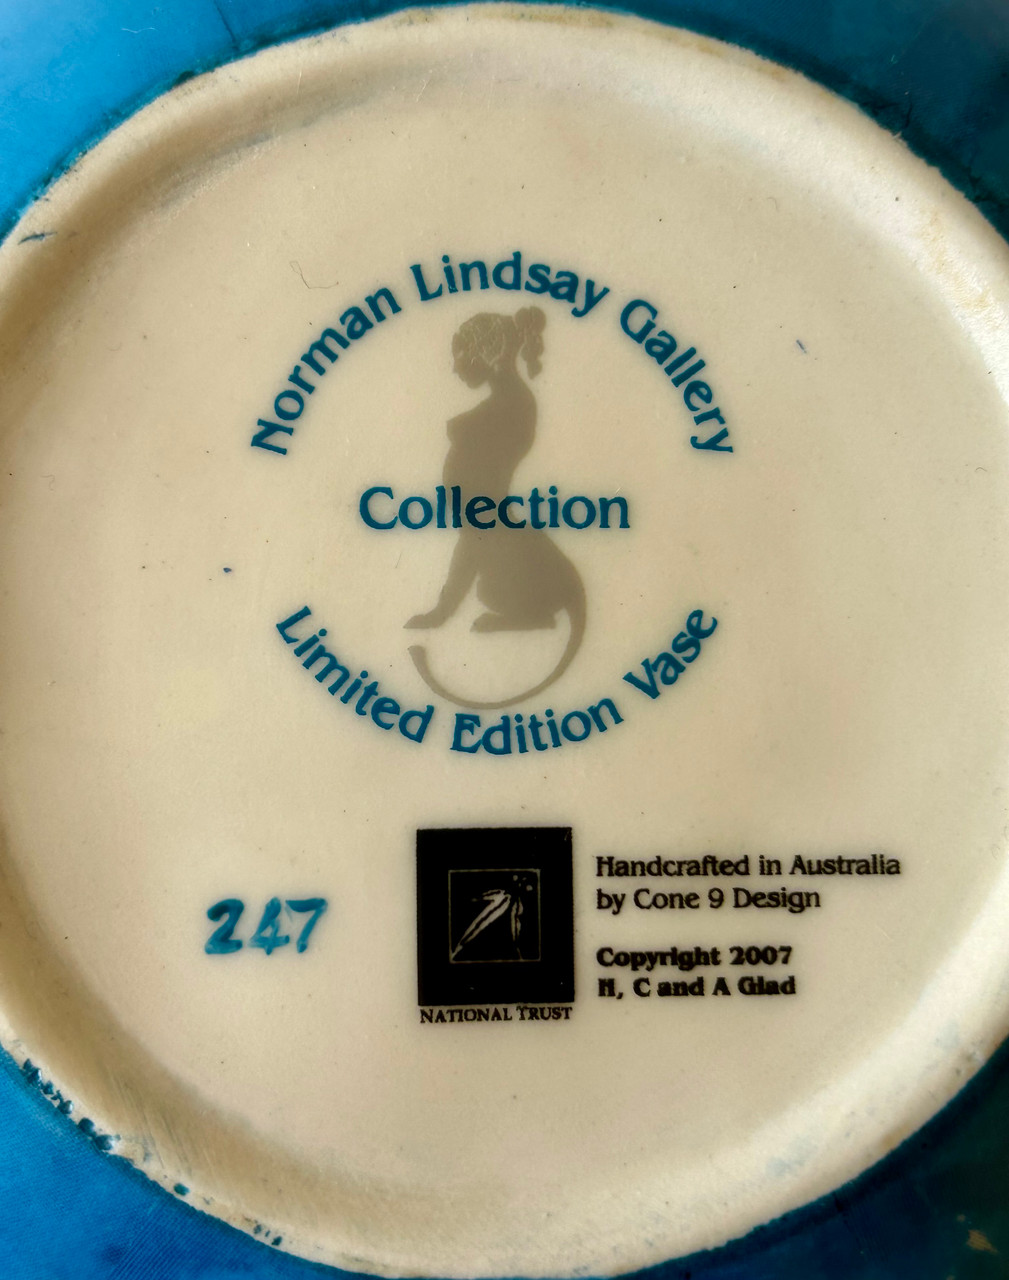 Norman Lindsay Gallery
Collection
Limited Edition Vase
247
NATIONAL TRUST
Handcrafted in Australia
by Cone 9 Design
Copyright 2007
H, C and A Glad